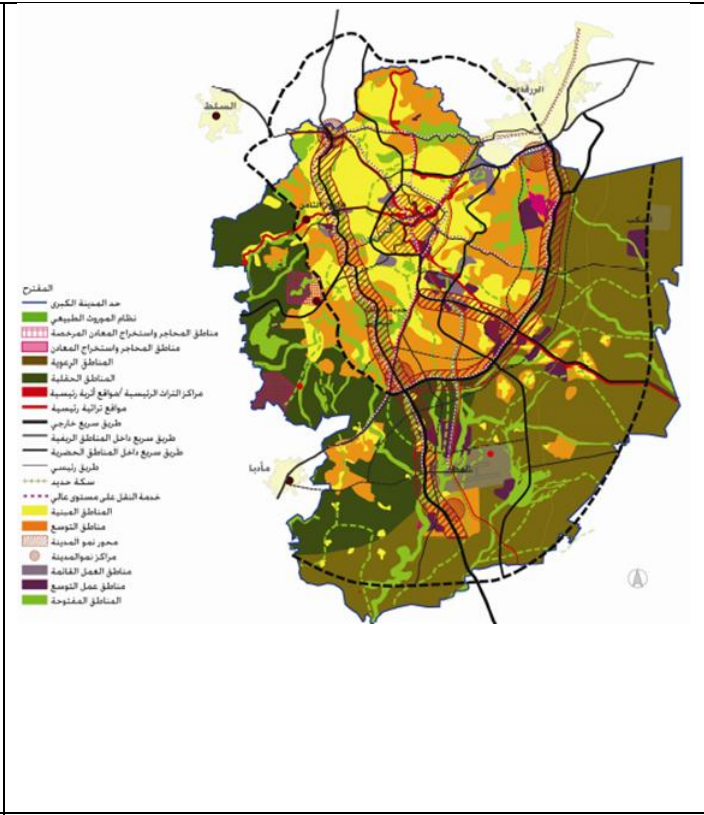 السلط
الزرقاء
المقترح
حد المدينة الكبرى
نظام الموروث الطبيعي
مناطق المحاجر واستخراج المعادن المرخصة
مناطق المحاجر واستخراج المعادن
المناطق الرعوية
المناطق الحقلية
مراكز التراث الرئيسية /مواقع أثرية رئيسية
مواقع تراثية رئيسية
طريق سريع خارجي
طريق سريع داخل المناطق الريفية
طريق سريع داخل المناطق الحضرية
طريق رئيسي
سكة حديد
خدمة النقل على مستوى عالي
المناطق المبنية
مناطق التوسع
محور نمو المدينة
مراكز نمو المدينة
مناطق العمل القائمة
مناطق عمل التوسع
المناطق المفتوحة
مأدبا